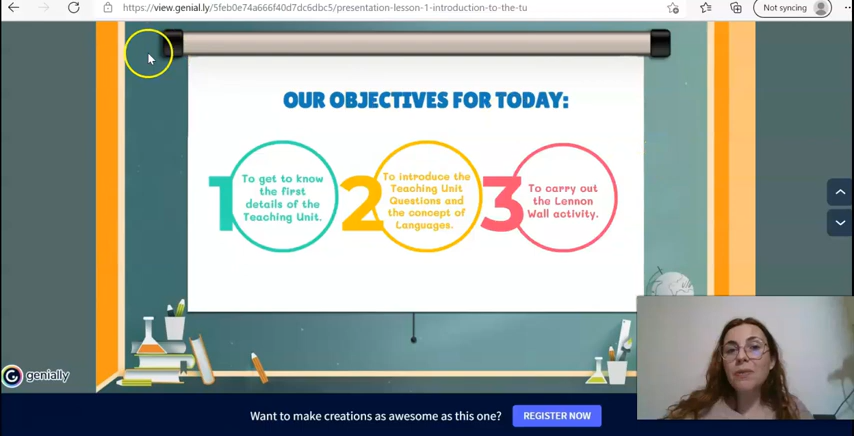 https://view.genial.ly/5feb0e74a666f40d7dc6dbc5/presentation-lesson-1-introduction-to-the-tu
Not syncing
OUR OBJECTIVES FOR TODAY:
1
To get to know
the first
details of the
Teaching Unit.
2
To introduce the
Teaching Unit
Questions and
the concept of
Languages.
3
To carry out
the Lennon
Wall activity.
genially
Want to make creations as awesome as this one?
REGISTER NOW